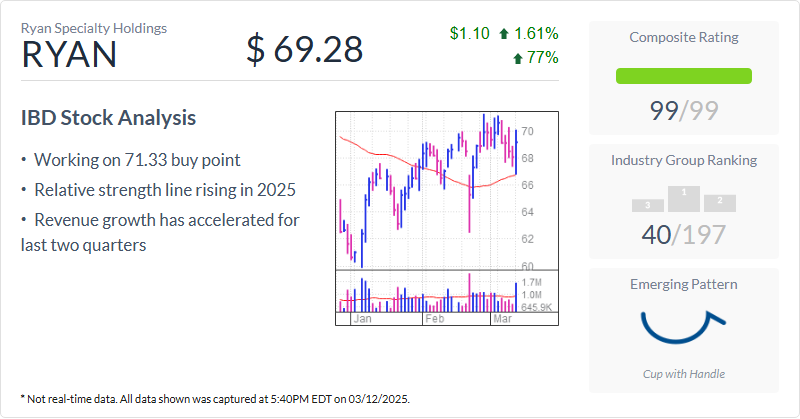 Ryan Specialty Holdings
RYAN
$ 69.28
$1.10 1.61%
77%
IBD Stock Analysis
• Working on 71.33 buy point
• Relative strength line rising in 2025
• Revenue growth has accelerated for
last two quarters
70
68
66
64
62
60
1.7M
1.0M
645.9K
Jan Feb Mar
Composite Rating
99/99
Industry Group Ranking
3 1 2
40/197
Emerging Pattern
Cup with Handle
* Not real-time data. All data shown was captured at 5:40PM EDT on 03/12/2025.